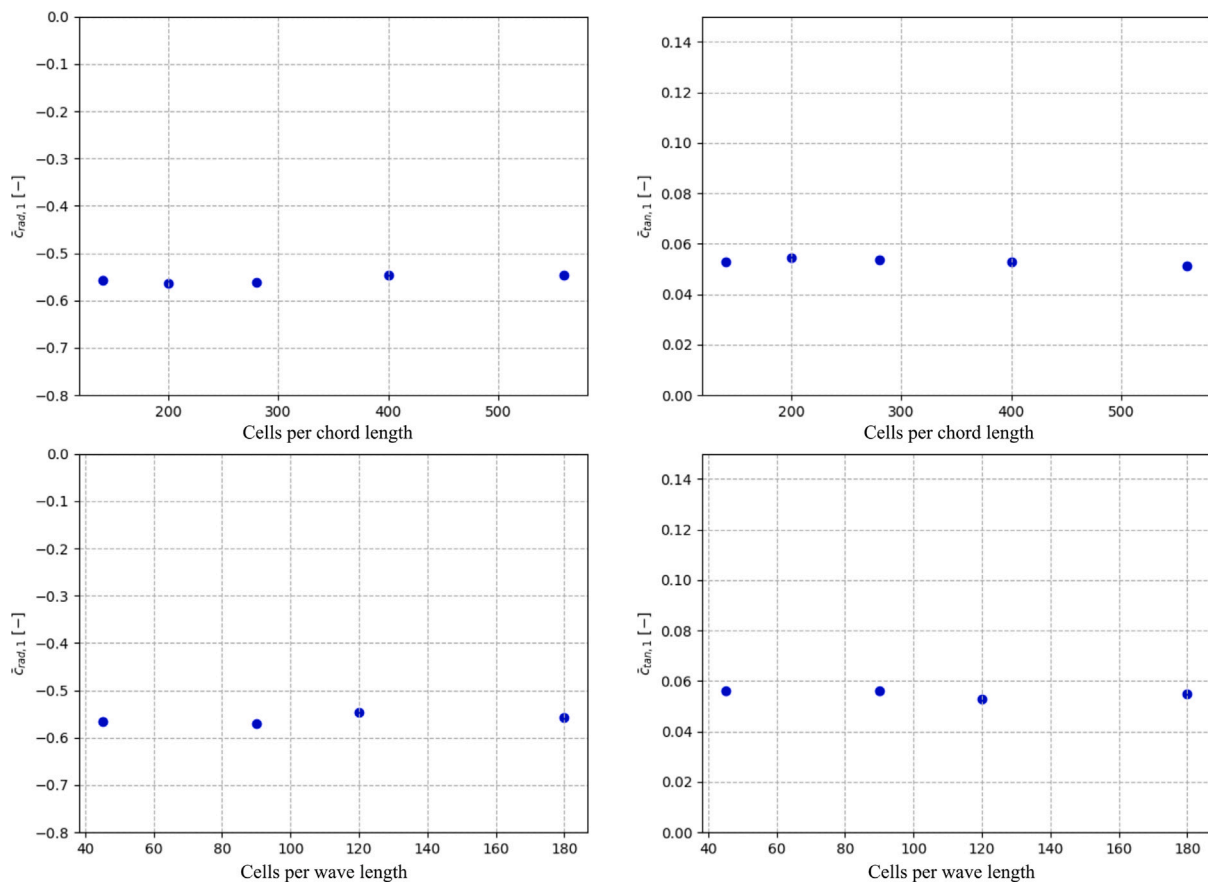 0.0
−0.1
−0.2
−0.3
−0.4
−0.5
−0.6
−0.7
−0.8
c̄rad,1 [−]
200 300 400 500
Cells per chord length
0.14
0.12
0.10
0.08
0.06
0.04
0.02
0.00
c̄tan,1 [−]
200 300 400 500
Cells per chord length
0.0
−0.1
−0.2
−0.3
−0.4
−0.5
−0.6
−0.7
−0.8
c̄rad,1 [−]
40 60 80 100 120 140 160 180
Cells per wave length
0.14
0.12
0.10
0.08
0.06
0.04
0.02
0.00
c̄tan,1 [−]
40 60 80 100 120 140 160 180
Cells per wave length